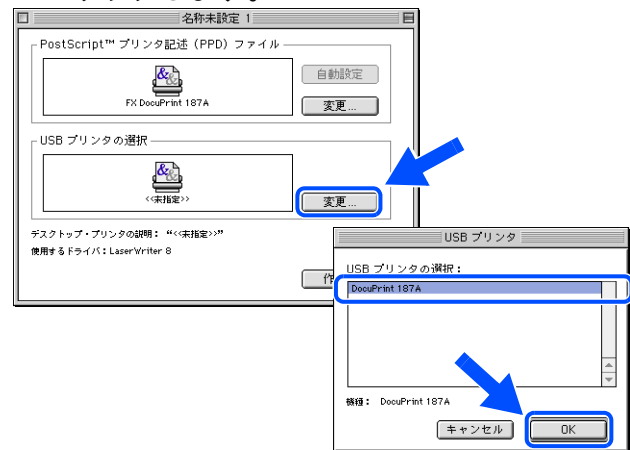 名称未設定 1
PostScript™ プリンタ記述（PPD）ファイル
FX DocuPrint 187A
自動設定
変更...
USB プリンタの選択
<<未指定>>
変更...
デスクトップ・プリンタの説明： “<<未指定>>”
使用するドライバ：LaserWriter 8
作
USB プリンタ
USB プリンタの選択：
DocuPrint 187A
機種： DocuPrint 187A
キャンセル
OK